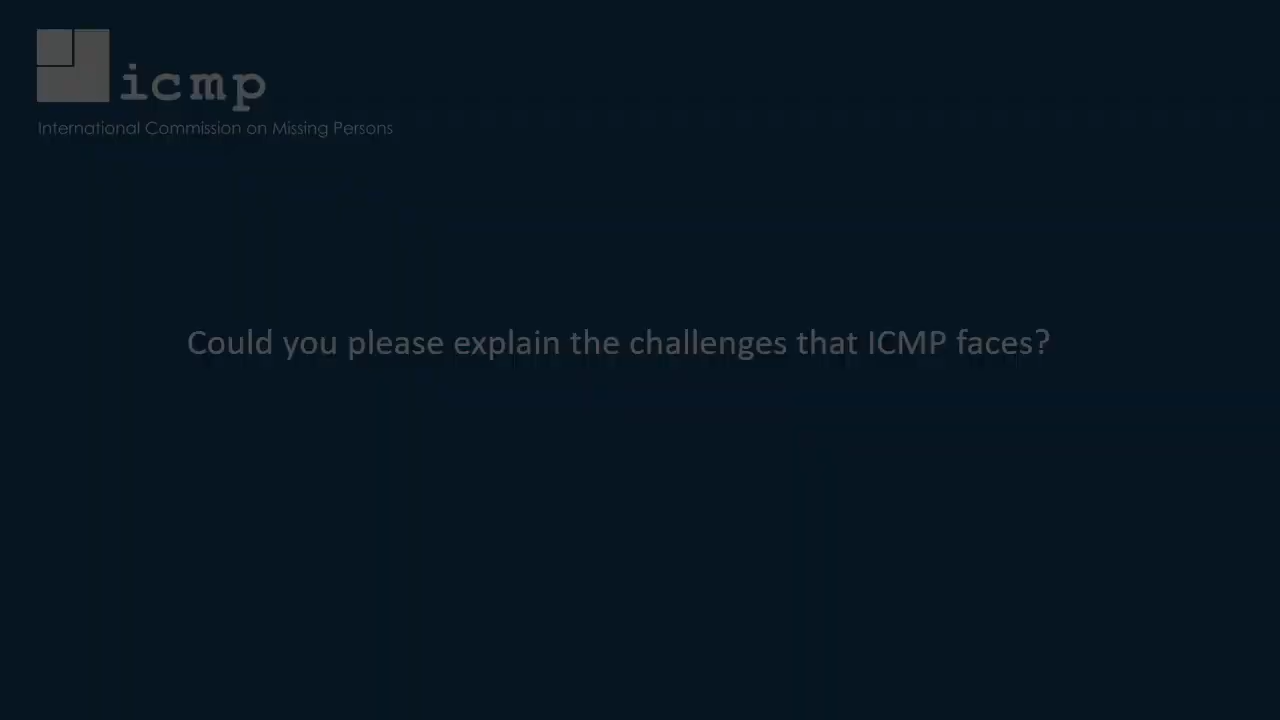 icmp
International Commission on Missing Persons
Could you please explain the challenges that ICMP faces?